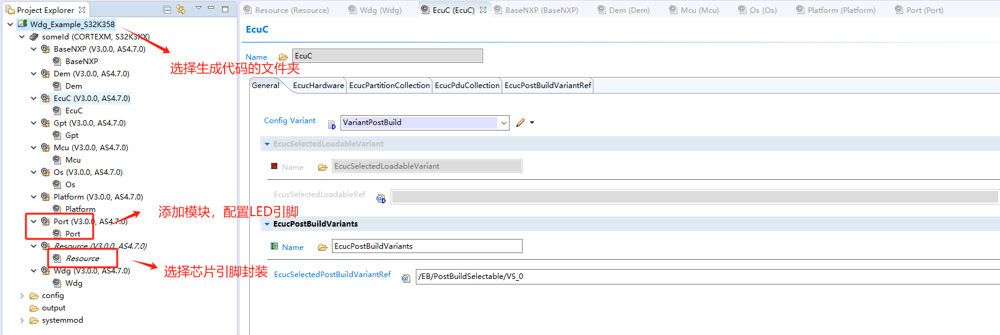 Project Explorer
Wdg_Example_S32K358
someId (CORTEXM, S32K3XX)
BaseNXP (V3.0.0, AS4.7.0)
BaseNXP
Dem (V3.0.0, AS4.7.0)
Dem
EcuC (V3.0.0, AS4.7.0)
EcuC
Gpt (V3.0.0, AS4.7.0)
Gpt
Mcu (V3.0.0, AS4.7.0)
Mcu
Os (V3.0.0, AS4.7.0)
Os
Platform (V3.0.0, AS4.7.0)
Platform
Port (V3.0.0, AS4.7.0)
Port
Resource (V3.0.0, AS4.7.0)
Resource
Wdg (V3.0.0, AS4.7.0)
Wdg
config
output
systemmod
选择生成代码的文件夹
添加模块，配置LED引脚
选择芯片引脚封装
Resource (Resource) Wdg (Wdg) EcuC (EcuC) BaseNXP (BaseNXP) Dem (Dem) Mcu (Mcu) Os (Os) Platform (Platform) Port (Port)
EcuC
Name EcuC
General EcucHardware EcucPartitionCollection EcucPduCollection EcucPostBuildVariantRef
Config Variant VariantPostBuild
EcucSelectedLoadableVariant
Name EcucSelectedLoadableVariant
EcucSelectedLoadableRef
EcucPostBuildVariants
Name EcucPostBuildVariants
EcucSelectedPostBuildVariantRef /EB/PostBuildSelectable/VS_0